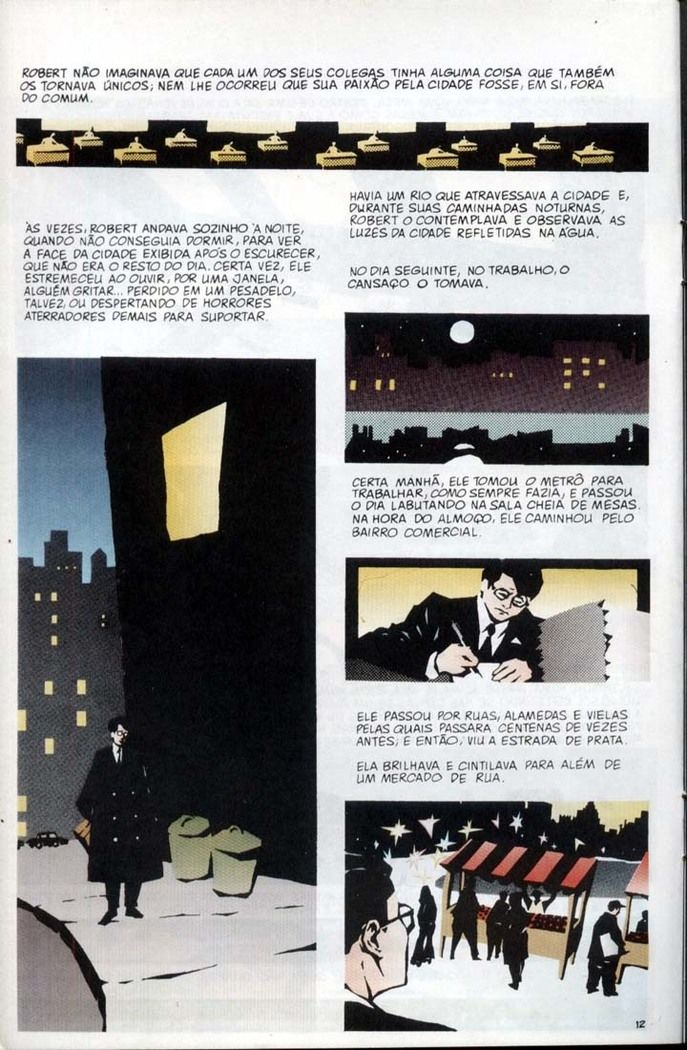 ROBERT NÃO IMAGINAVA QUE CADA UM DOS SEUS COLEGAS TINHA ALGUMA COISA QUE TAMBÉM
OS TORNAVA ÚNICOS; NEM LHE OCORREU QUE SUA PAIXÃO PELA CIDADE FOSSE, EM SI, FORA
DO COMUM.
ÀS VEZES, ROBERT ANDAVA SOZINHO À NOITE,
QUANDO NÃO CONSEGUIA DORMIR, PARA VER
A FACE DA CIDADE EXIBIDA APÓS O ESCURECER,
QUE NÃO ERA O RESTO DO DIA. CERTA VEZ, ELE
ESTREMECEU AO OUVIR, POR UMA JANELA,
ALGUÉM GRITAR... PERDIDO EM UM PESADELO,
TALVEZ, OU DESPERTANDO DE HORRORES
ATERRADORES DEMAIS PARA SUPORTAR.
HAVIA UM RIO QUE ATRAVESSAVA A CIDADE E,
DURANTE SUAS CAMINHADAS NOTURNAS,
ROBERT O CONTEMPLAVA E OBSERVAVA AS
LUZES DA CIDADE REFLETIDAS NA ÁGUA.
NO DIA SEGUINTE, NO TRABALHO, O
CANSAÇO O TOMAVA.
CERTA MANHÃ, ELE TOMOU O METRÔ PARA
TRABALHAR, COMO SEMPRE FAZIA, E PASSOU
O DIA LABUTANDO NA SALA CHEIA DE MESAS.
NA HORA DO ALMOÇO, ELE CAMINHOU PELO
BAIRRO COMERCIAL.
ELE PASSOU POR RUAS, ALAMEDAS E VIELAS
PELAS QUAIS PASSARA CENTENAS DE VEZES
ANTES; E ENTÃO, VIU A ESTRADA DE PRATA.
ELA BRILHAVA E CINTILAVA PARA ALÉM DE
UM MERCADO DE RUA.
12